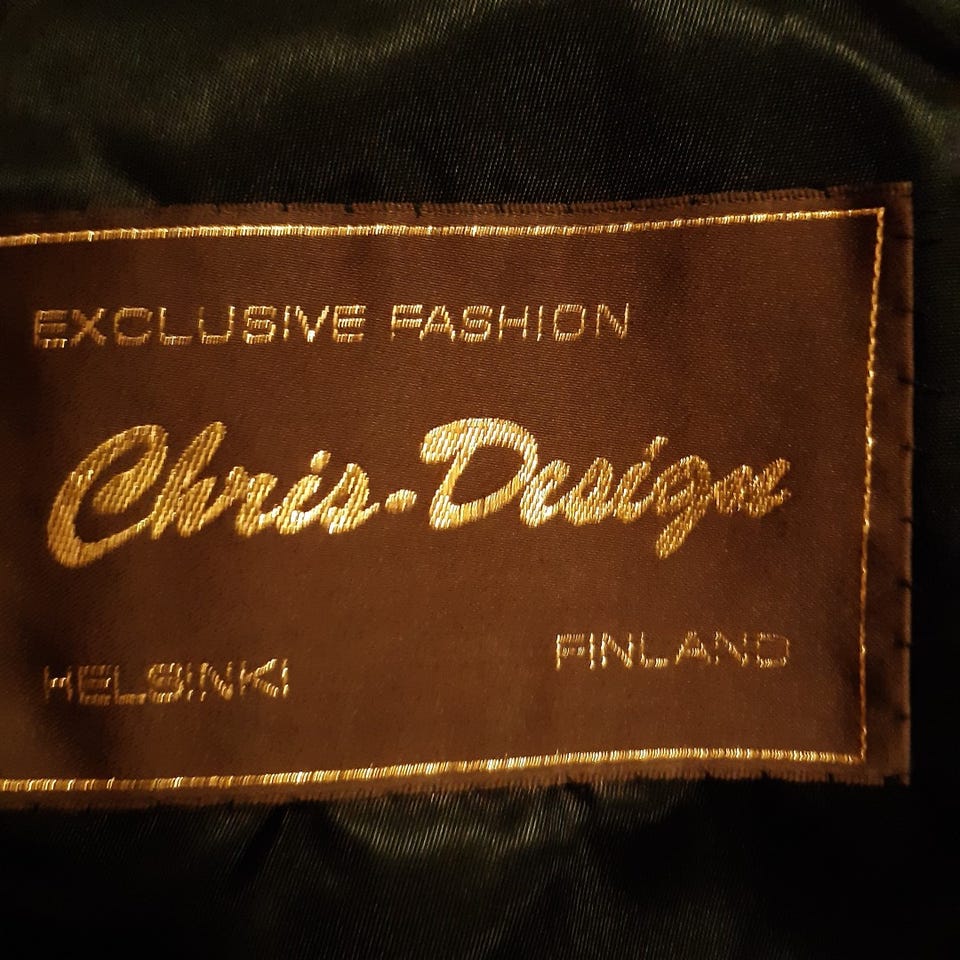 EXCLUSIVE FASHION
Chris-Design
HELSINKI FINLAND